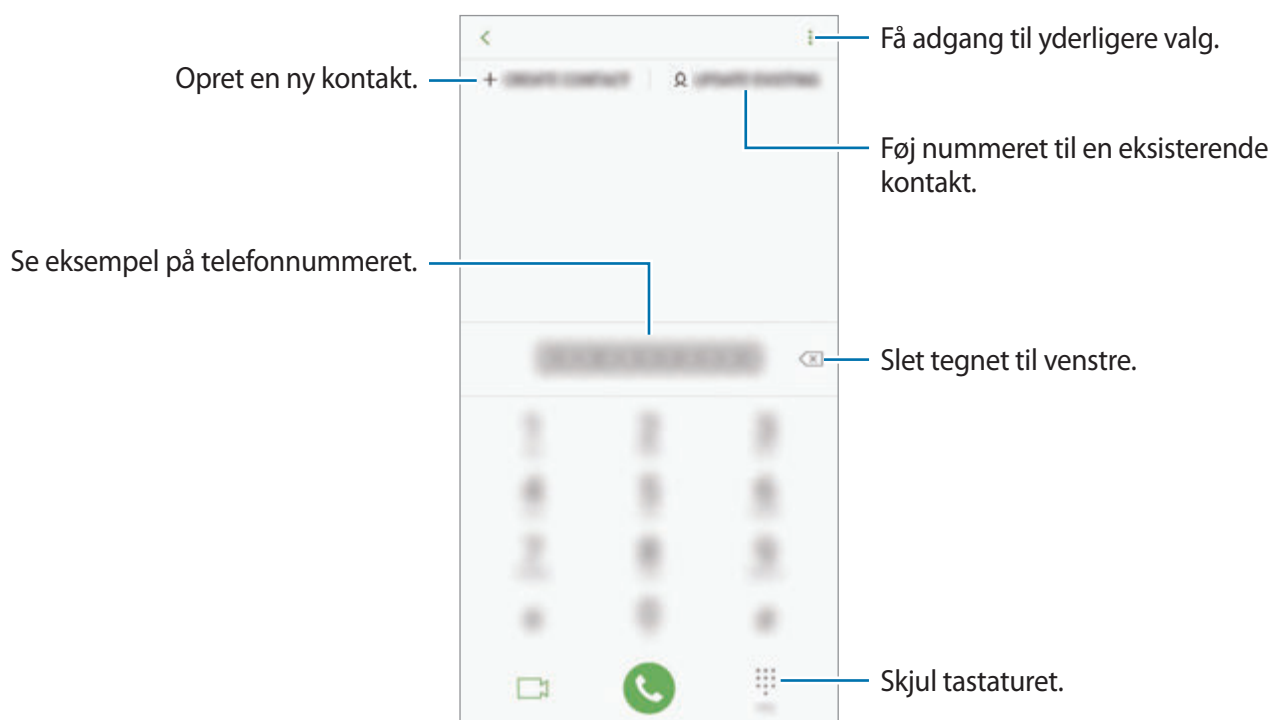 Få adgang til yderligere valg.
Opret en ny kontakt.
Føj nummeret til en eksisterende
kontakt.
Se eksempel på telefonnummeret.
Slet tegnet til venstre.
Skjul tastaturet.